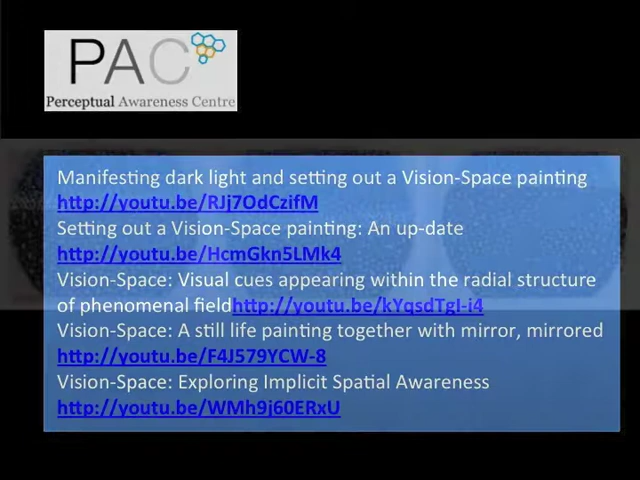 PAC
Perceptual Awareness Centre
Manifesting dark light and setting out a Vision-Space painting
http://youtu.be/RJj7OdCzifM
Setting out a Vision-Space painting: An up-date
http://youtu.be/HcmGkn5LMk4
Vision-Space: Visual cues appearing within the radial structure
of phenomenal fieldhttp://youtu.be/kYqsdTgI-i4
Vision-Space: A still life painting together with mirror, mirrored
http://youtu.be/F4J579YCW-8
Vision-Space: Exploring Implicit Spatial Awareness
http://youtu.be/WMh9j60ERxU